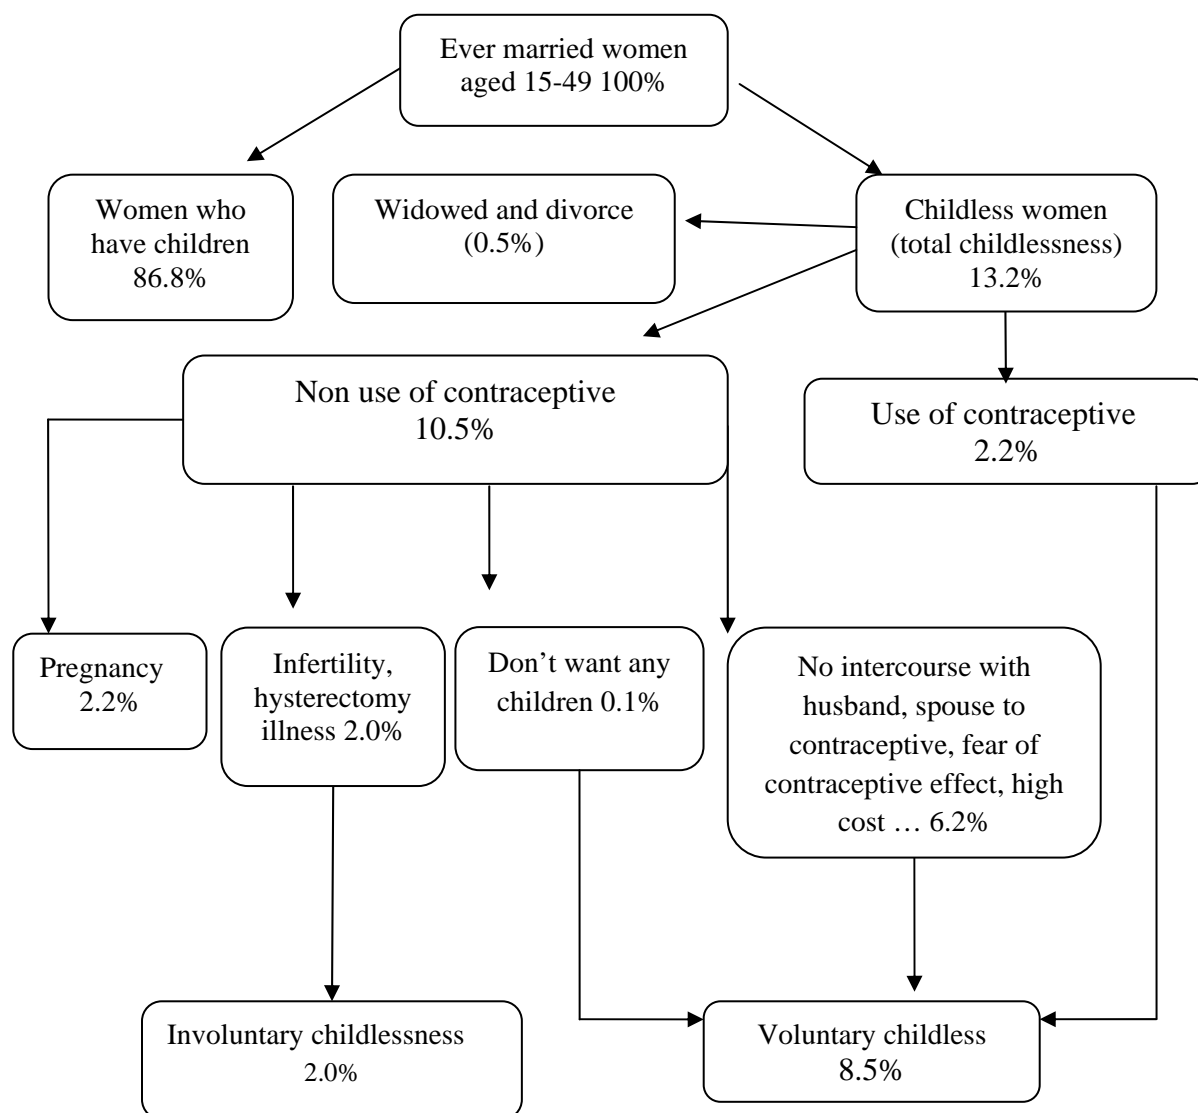 Ever married women
aged 15-49 100%
Women who
have children
86.8%
Widowed and divorce
(0.5%)
Childless women
(total childlessness)
13.2%
Non use of contraceptive
10.5%
Use of contraceptive
2.2%
Pregnancy
2.2%
Infertility,
hysterectomy
illness 2.0%
Don’t want any
children 0.1%
No intercourse with
husband, spouse to
contraceptive, fear of
contraceptive effect, high
cost … 6.2%
Involuntary childlessness
2.0%
Voluntary childless
8.5%